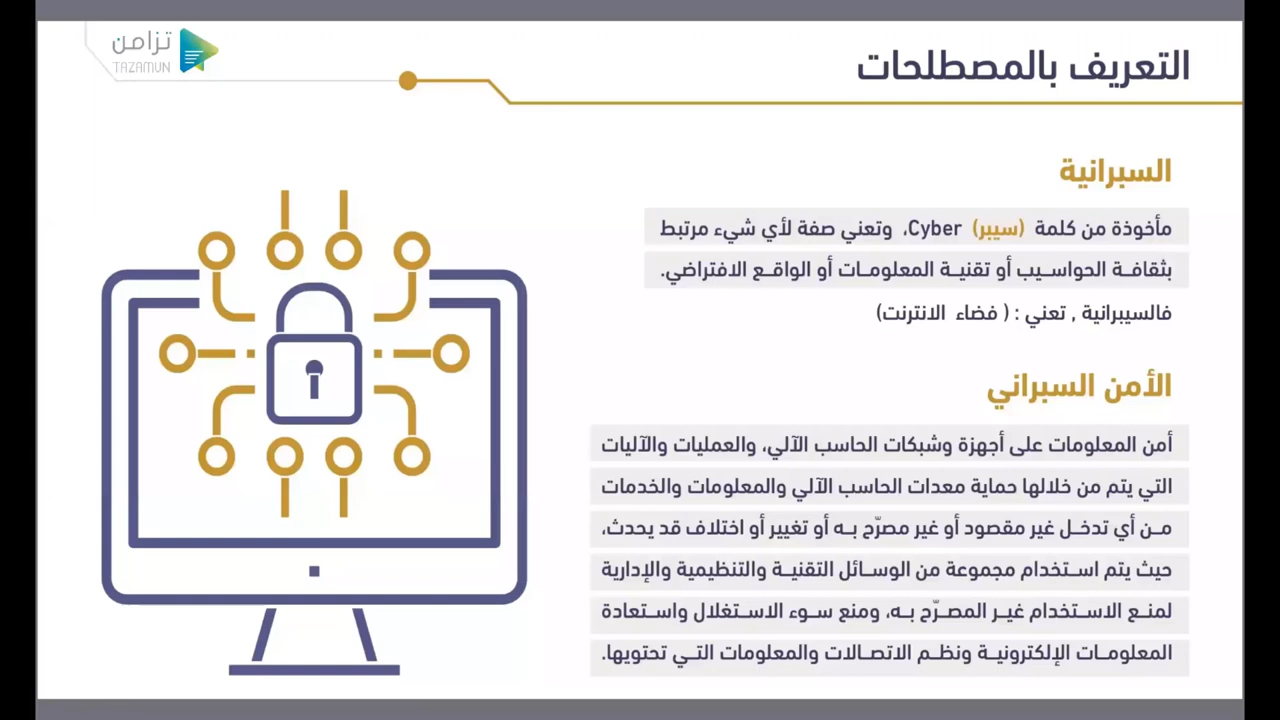 تزامن
TAZAMUN
التعريف بالمصطلحات
السبرانية
مأخوذة من كلمة (سيبر) Cyber، وتعني صفة لأي شيء مرتبط
بثقافة الحواسيب أو تقنية المعلومات أو الواقع الافتراضي.
فالسيبرانية , تعني : ( فضاء الانترنت)
الأمن السبراني
أمن المعلومات على أجهزة وشبكات الحاسب الآلي، والعمليات والآليات
التي يتم من خلالها حماية معدات الحاسب الآلي والمعلومات والخدمات
من أي تدخل غير مقصود أو غير مصرّح به أو تغيير أو اختلاف قد يحدث،
حيث يتم استخدام مجموعة من الوسائل التقنية والتنظيمية والإدارية
لمنع الاستخدام غير المصرّح به، ومنع سوء الاستغلال واستعادة
المعلومات الإلكترونية ونظم الاتصالات والمعلومات التي تحتويها.